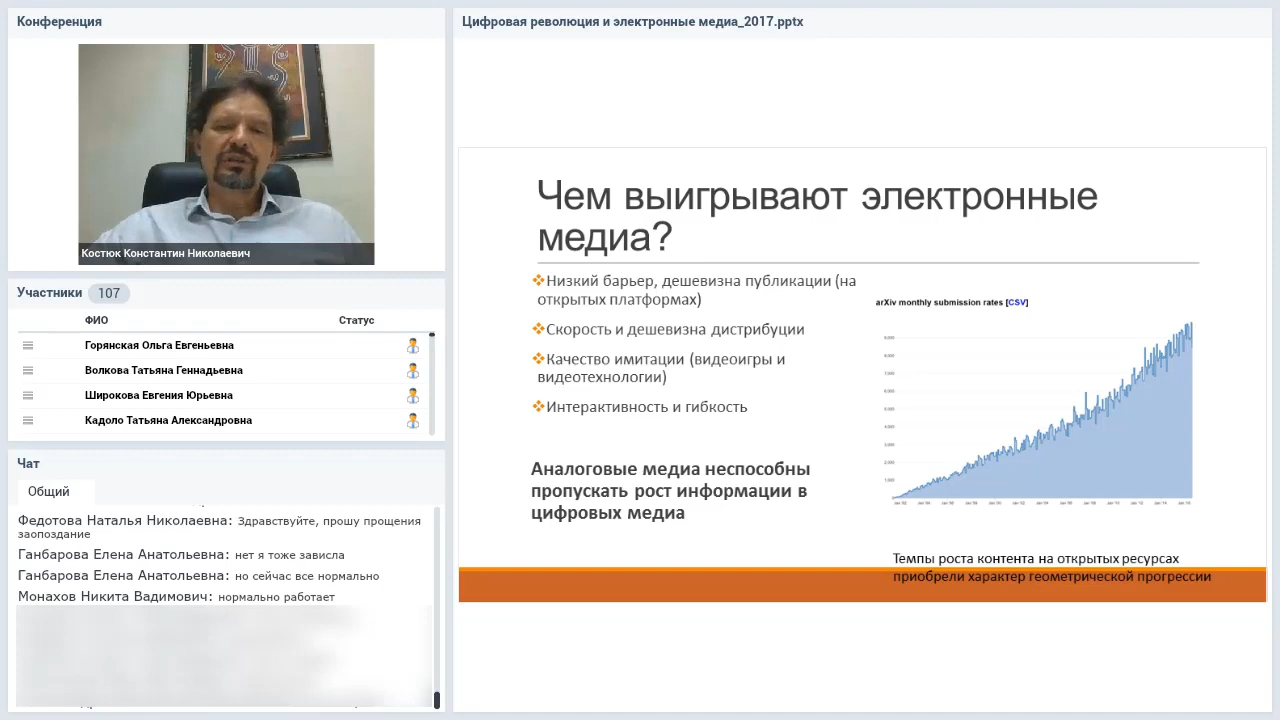 Конференция
Костюк Константин Николаевич
Участники 107
ФИО Статус
Горянская Ольга Евгеньевна
Волкова Татьяна Геннадьевна
Широкова Евгения Юрьевна
Кадоло Татьяна Александровна
Чат
Общий
Федотова Наталья Николаевна: Здравствуйте, прошу прощения
заопоздание
Ганбарова Елена Анатольевна: нет я тоже зависла
Ганбарова Елена Анатольевна: но сейчас все нормально
Монахов Никита Вадимович: нормально работает
Цифровая революция и электронные медиа_2017.pptx
Чем выигрывают электронные
медиа?
Низкий барьер, дешевизна публикации (на
открытых платформах)
Скорость и дешевизна дистрибуции
Качество имитации (видеоигры и
видеотехнологии)
Интерактивность и гибкость
Аналоговые медиа неспособны
пропускать рост информации в
цифровых медиа
arXiv monthly submission rates [CSV]
Темпы роста контента на открытых ресурсах
приобрели характер геометрической прогрессии